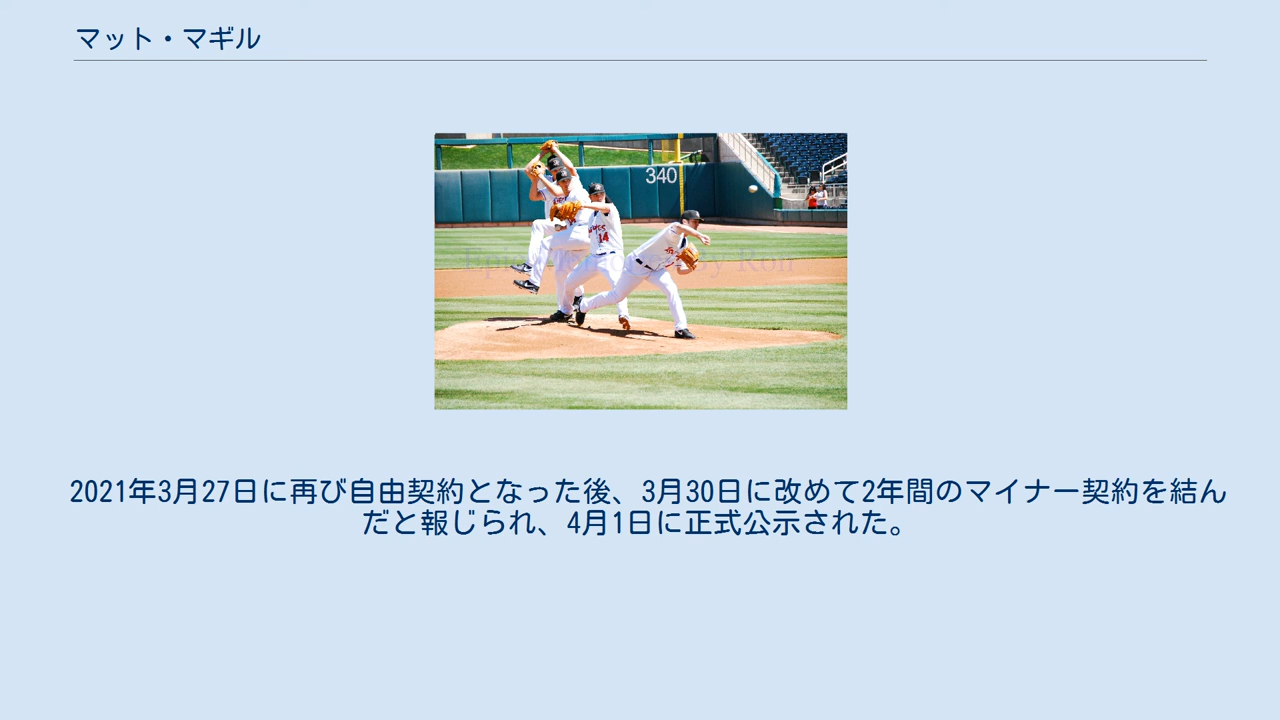 マット・マギル
340
14
2021年3月27日に再び自由契約となった後、3月30日に改めて2年間のマイナー契約を結ん
だと報じられ、4月1日に正式公示された。